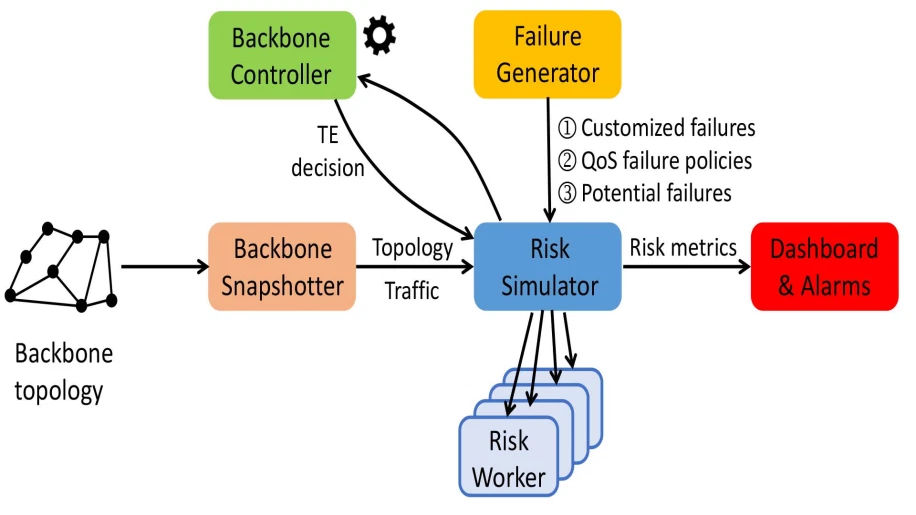 Backbone
Controller
Failure
Generator
TE
decision
① Customized failures
② QoS failure policies
③ Potential failures
Backbone
Snapshotter
Topology
Traffic
Risk
Simulator
Risk metrics
Dashboard
& Alarms
Backbone
topology
Risk
Worker